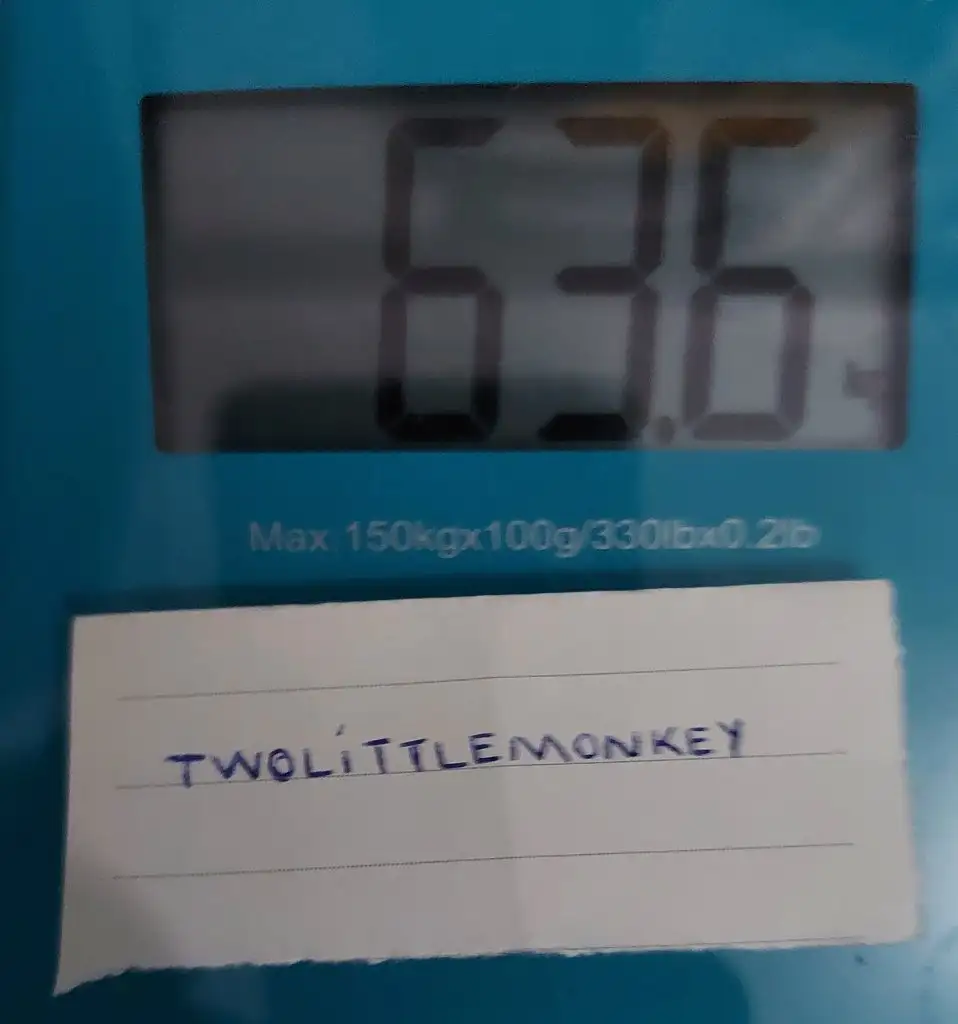 63.6
Max 150kgx100g/330lbx0.2lb
TWOLiTTLEMONKEY